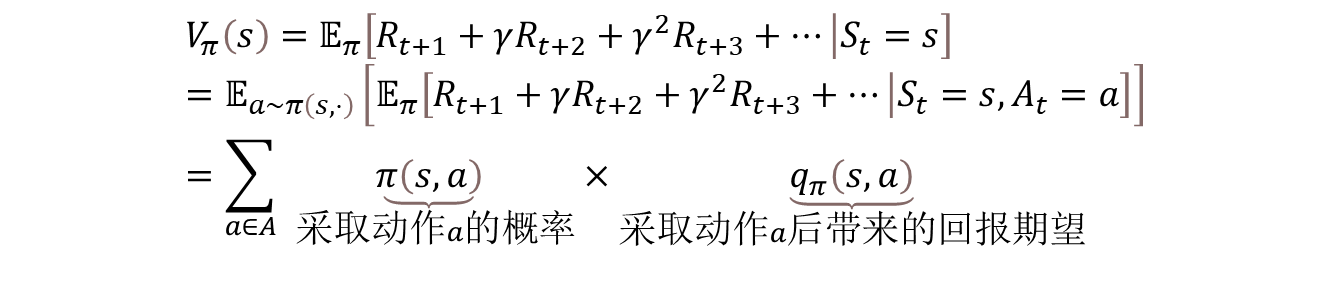 V_π(s) = 𝔼_π[R_{t+1} + γR_{t+2} + γ²R_{t+3} + ⋯ |S_t = s]
= 𝔼_{a~π(s,·)} [𝔼_π[R_{t+1} + γR_{t+2} + γ²R_{t+3} + ⋯ |S_t = s, A_t = a]]
= ∑_{a∈A} π(s, a) × q_π(s, a)
采取动作a的概率 采取动作a后带来的回报期望